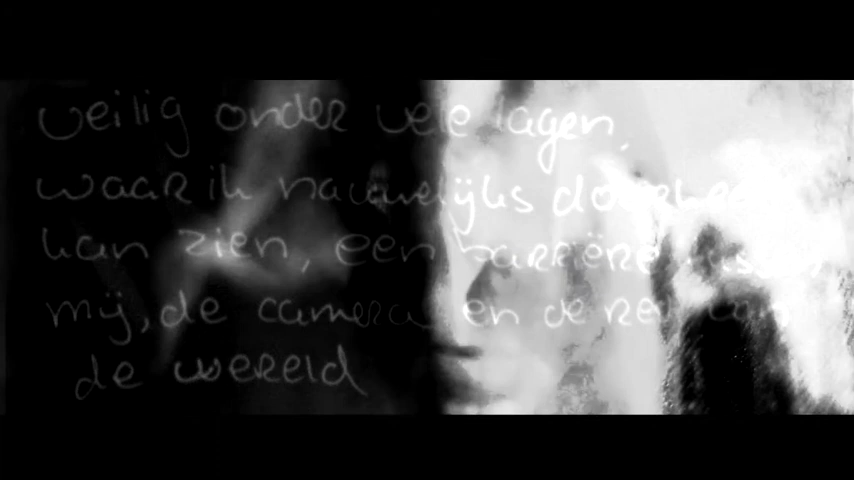 veilig onder vele lagen,
waar ik nauwelijks doorheen
kan zien, een barrière tussen
mij, de camera en de rest van
de wereld